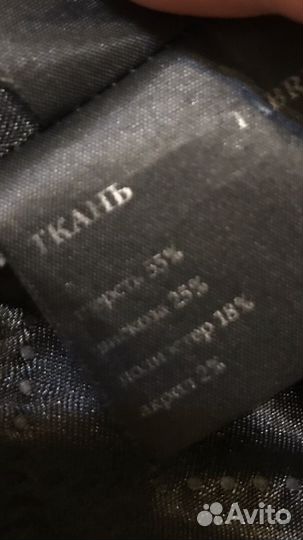 ТКАНЬ
шерсть 55%
вискоза 25%
полиэстер 18%
акрил 2%
Avito